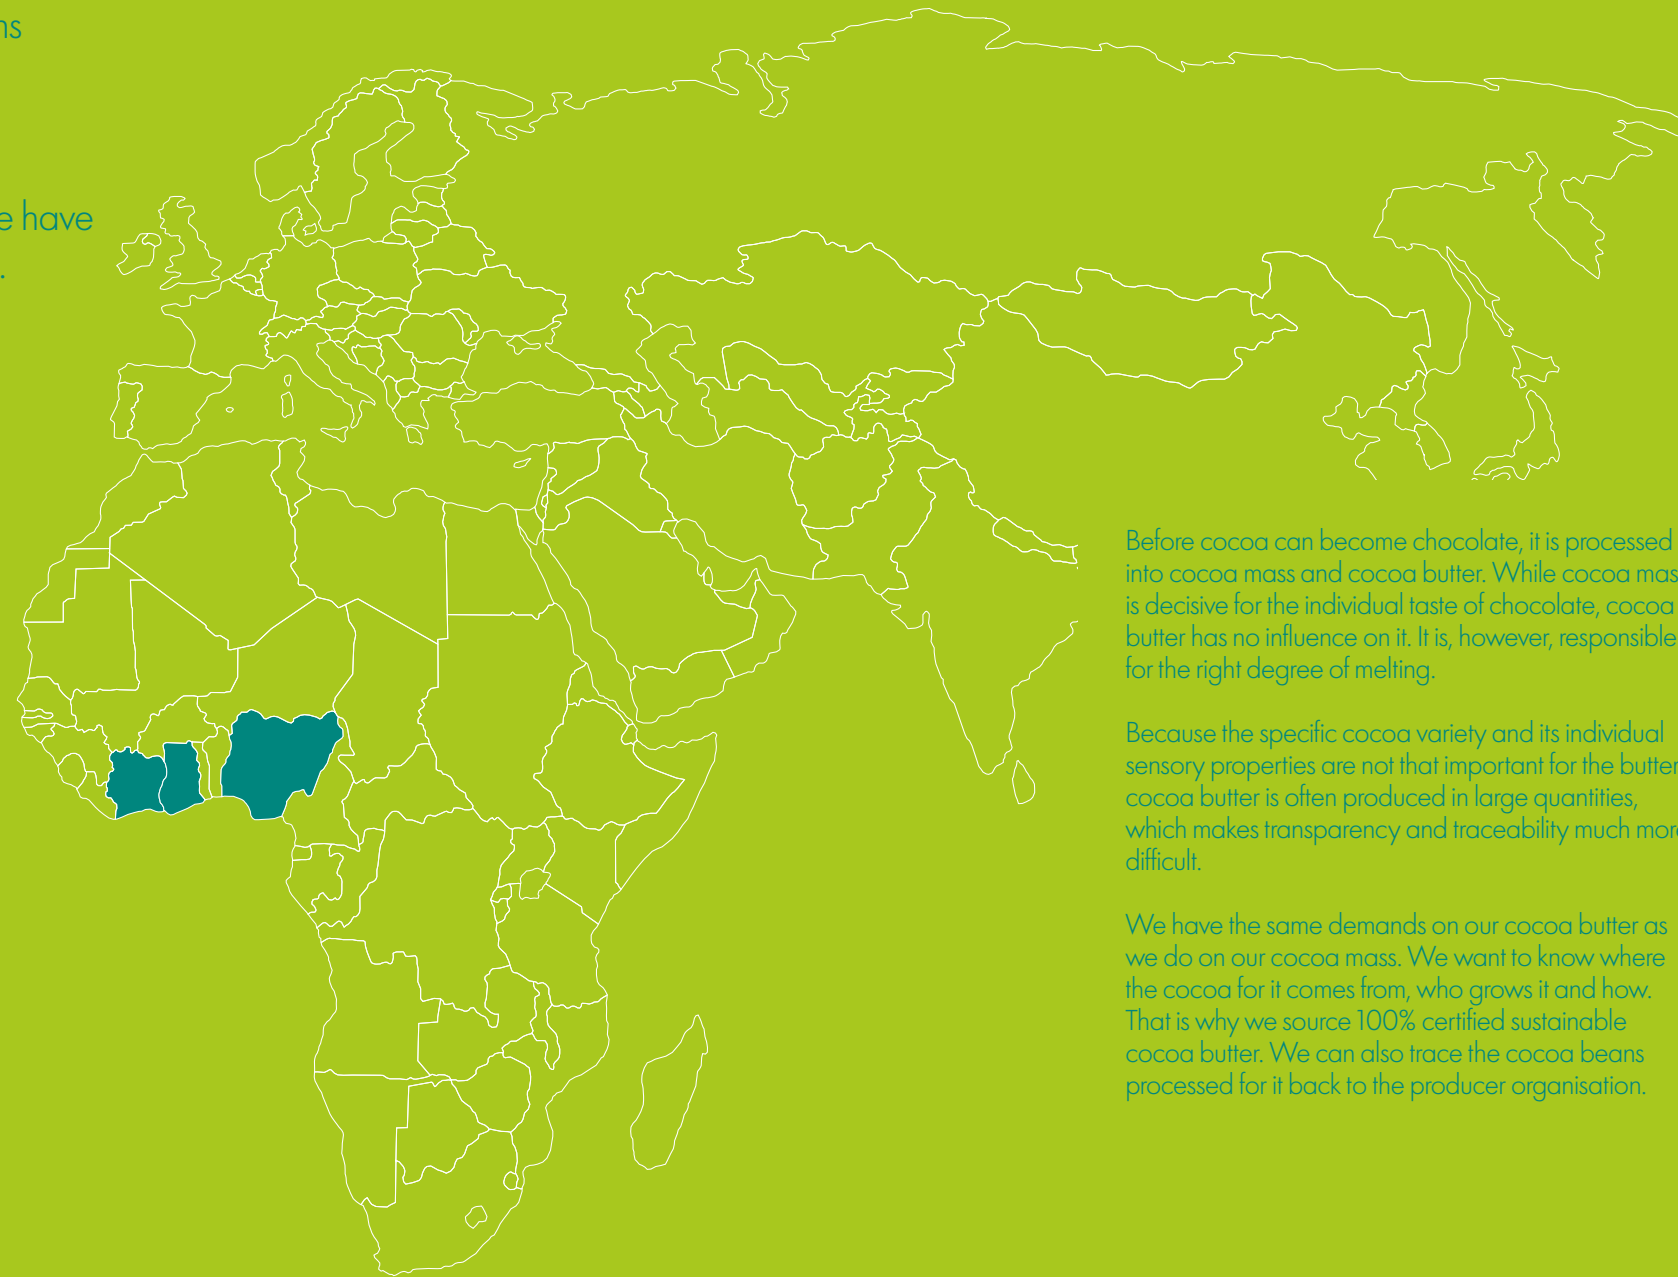 ns
e have
.
Before cocoa can become chocolate, it is processed
into cocoa mass and cocoa butter. While cocoa mas
is decisive for the individual taste of chocolate, cocoa
butter has no influence on it. It is, however, responsible
for the right degree of melting.
Because the specific cocoa variety and its individual
sensory properties are not that important for the butter
cocoa butter is often produced in large quantities,
which makes transparency and traceability much more
difficult.
We have the same demands on our cocoa butter as
we do on our cocoa mass. We want to know where
the cocoa for it comes from, who grows it and how.
That is why we source 100% certified sustainable
cocoa butter. We can also trace the cocoa beans
processed for it back to the producer organisation.